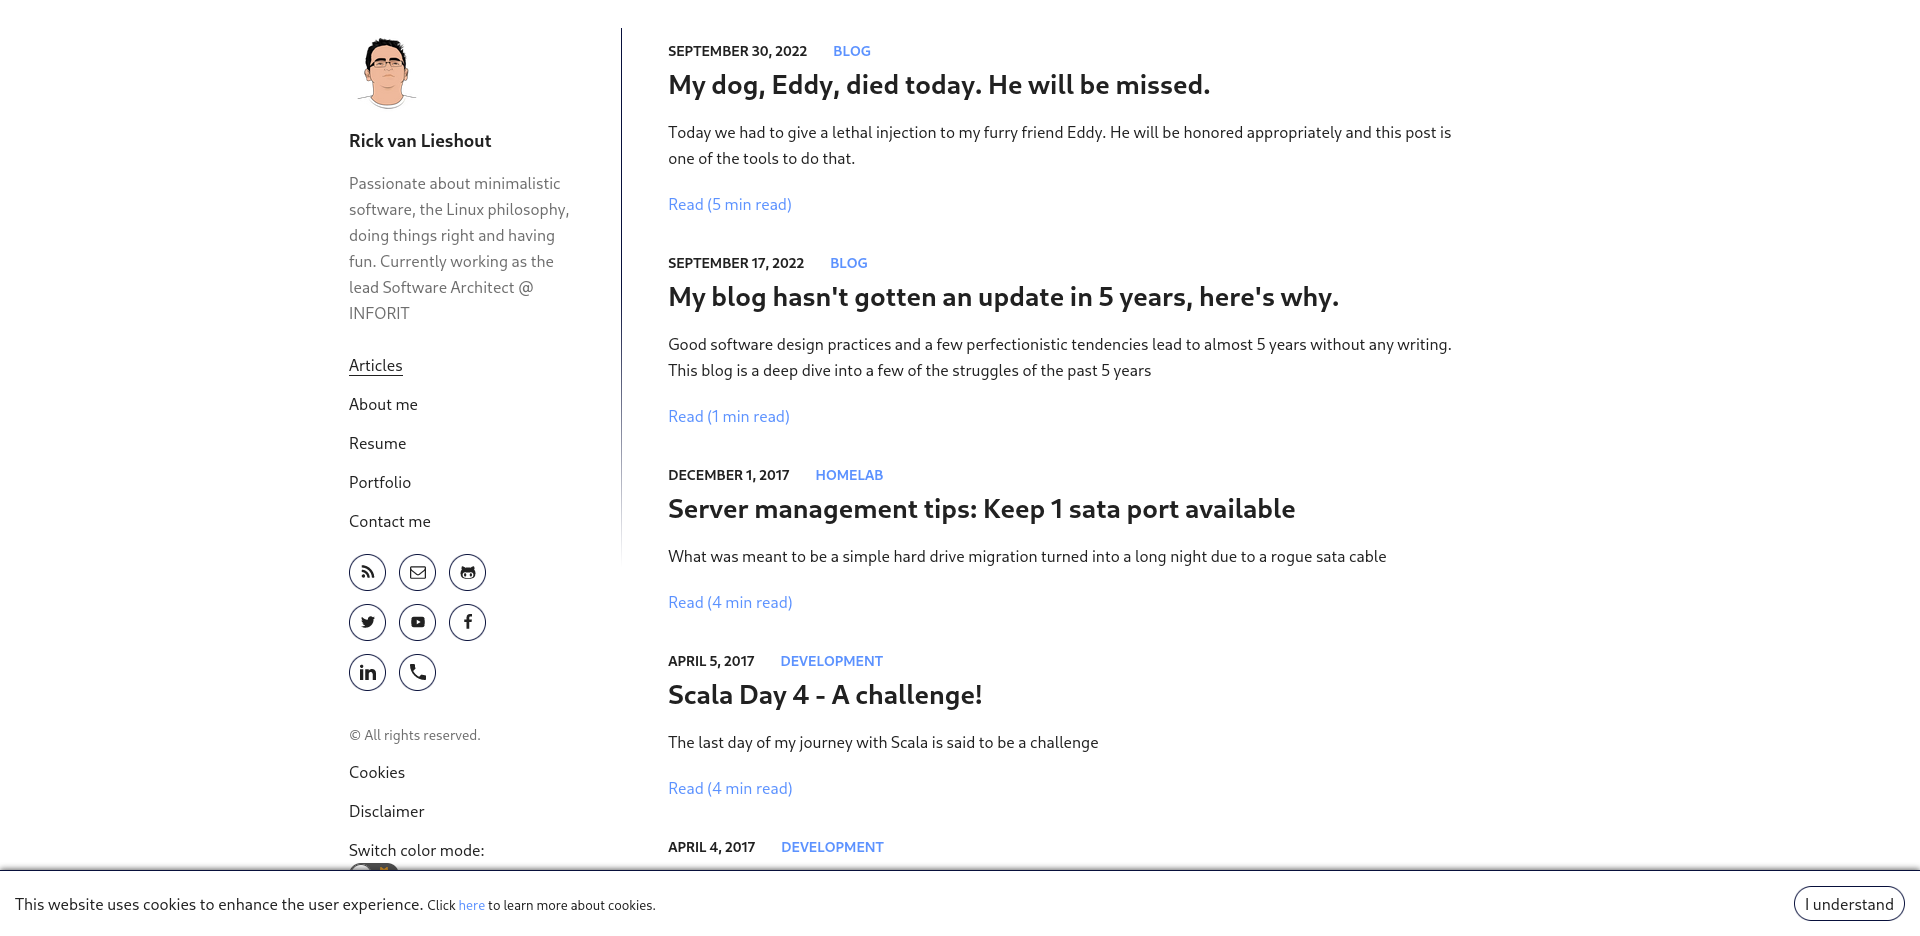 Rick van Lieshout
Passionate about minimalistic
software, the Linux philosophy,
doing things right and having
fun. Currently working as the
lead Software Architect @
INFORIT
Articles
About me
Resume
Portfolio
Contact me
© All rights reserved.
Cookies
Disclaimer
Switch color mode:
SEPTEMBER 30, 2022 BLOG
My dog, Eddy, died today. He will be missed.
Today we had to give a lethal injection to my furry friend Eddy. He will be honored appropriately and this post is
one of the tools to do that.
Read (5 min read)
SEPTEMBER 17, 2022 BLOG
My blog hasn't gotten an update in 5 years, here's why.
Good software design practices and a few perfectionistic tendencies lead to almost 5 years without any writing.
This blog is a deep dive into a few of the struggles of the past 5 years
Read (1 min read)
DECEMBER 1, 2017 HOMELAB
Server management tips: Keep 1 sata port available
What was meant to be a simple hard drive migration turned into a long night due to a rogue sata cable
Read (4 min read)
APRIL 5, 2017 DEVELOPMENT
Scala Day 4 - A challenge!
The last day of my journey with Scala is said to be a challenge
Read (4 min read)
APRIL 4, 2017 DEVELOPMENT
This website uses cookies to enhance the user experience. Click here to learn more about cookies.
I understand